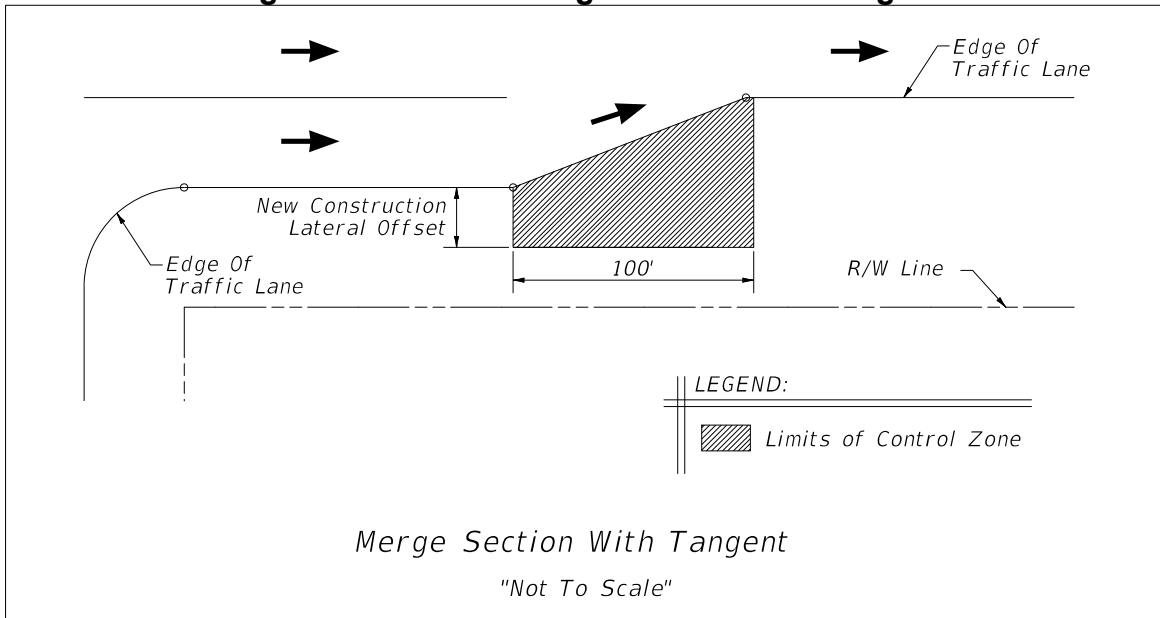 Edge Of
Traffic Lane
New Construction
Lateral Offset
Edge Of
Traffic Lane
100'
R/W Line
LEGEND:
Limits of Control Zone
Merge Section With Tangent
"Not To Scale"